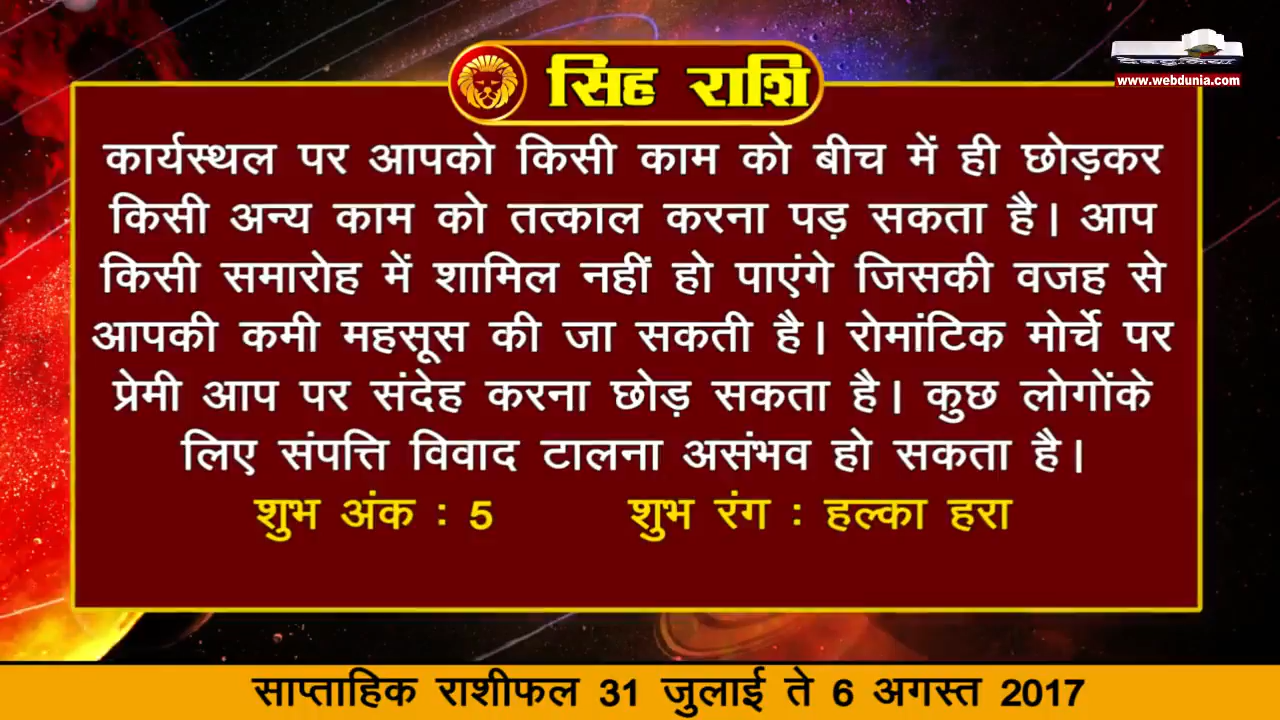 वेबदुनिया
www.webdunia.com
सिंह राशि
कार्यस्थल पर आपको किसी काम को बीच में ही छोड़कर
किसी अन्य काम को तत्काल करना पड़ सकता है। आप
किसी समारोह में शामिल नहीं हो पाएंगे जिसकी वजह से
आपकी कमी महसूस की जा सकती है। रोमांटिक मोर्चे पर
प्रेमी आप पर संदेह करना छोड़ सकता है। कुछ लोगोंके
लिए संपत्ति विवाद टालना असंभव हो सकता है।
शुभ अंक : 5 शुभ रंग : हल्का हरा
साप्ताहिक राशीफल 31 जुलाई ते 6 अगस्त 2017